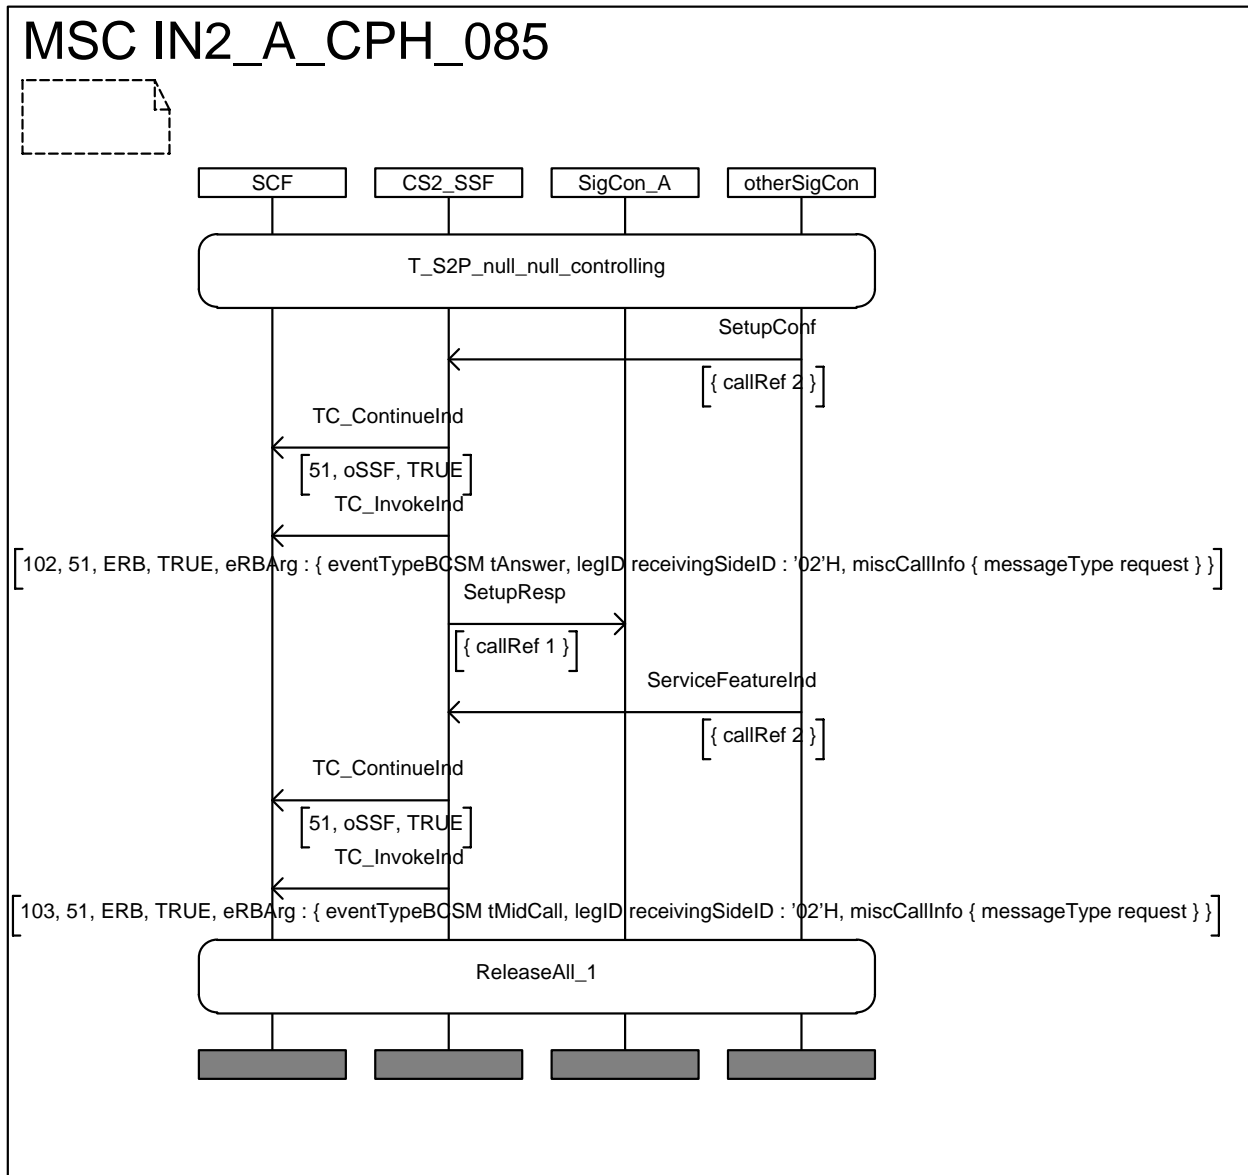 MSC IN2_A_CPH_085
SCF CS2_SSF SigCon_A otherSigCon
T_S2P_null_null_controlling
SetupConf
{ callRef 2 }
TC_ContinueInd
51, oSSF, TRUE
TC_InvokeInd
102, 51, ERB, TRUE, eRBArg : { eventTypeBCSM tAnswer, legID receivingSideID : '02'H, miscCallInfo { messageType request } }
SetupResp
{ callRef 1 }
ServiceFeatureInd
{ callRef 2 }
TC_ContinueInd
51, oSSF, TRUE
TC_InvokeInd
103, 51, ERB, TRUE, eRBArg : { eventTypeBCSM tMidCall, legID receivingSideID : '02'H, miscCallInfo { messageType request } }
ReleaseAll_1